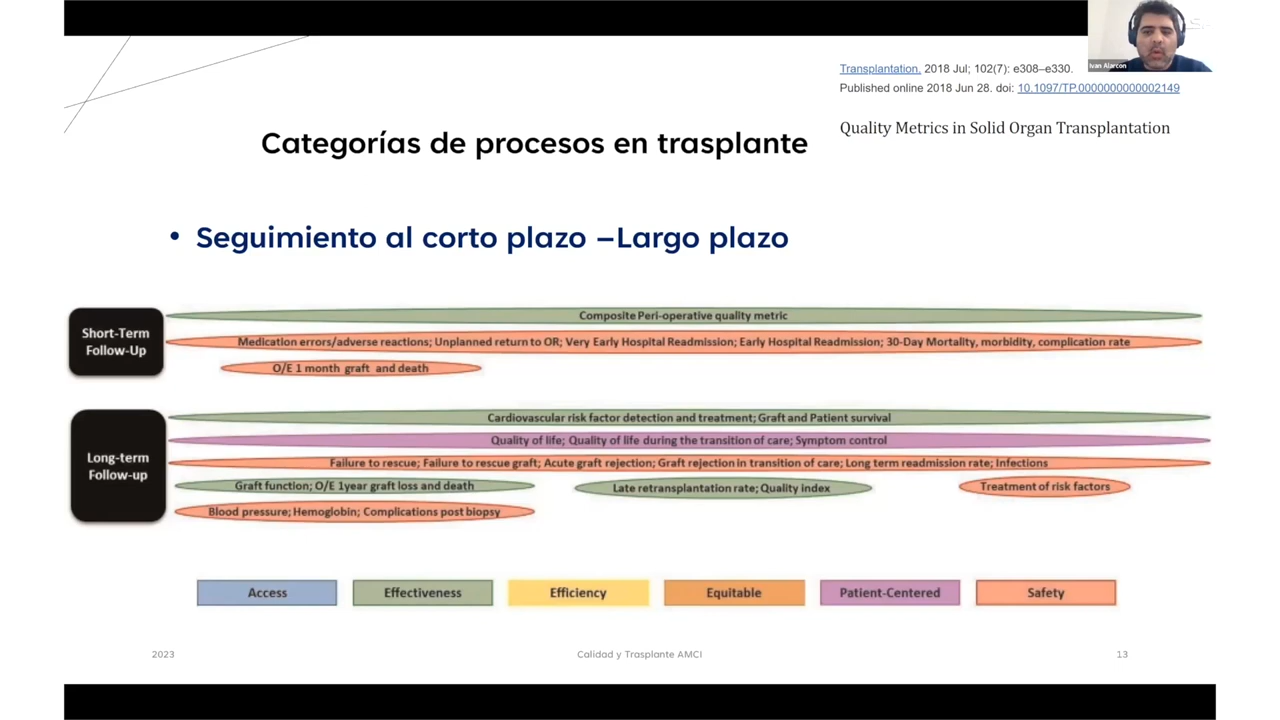 Ivan Alarcon
Transplantation. 2018 Jul; 102(7): e308–e330.
Published online 2018 Jun 28. doi: 10.1097/TP.0000000000002149
Quality Metrics in Solid Organ Transplantation
Categorías de procesos en trasplante
• Seguimiento al corto plazo –Largo plazo
Short-Term
Follow-Up
Composite Peri-operative quality metric
Medication errors/adverse reactions; Unplanned return to OR; Very Early Hospital Readmission; Early Hospital Readmission; 30-Day Mortality, morbidity, complication rate
O/E 1 month graft and death
Long-term
Follow-up
Cardiovascular risk factor detection and treatment; Graft and Patient survival
Quality of life; Quality of life during the transition of care; Symptom control
Failure to rescue; Failure to rescue graft; Acute graft rejection; Graft rejection in transition of care; Long term readmission rate; Infections
Graft function; O/E 1year graft loss and death
Late retransplantation rate; Quality index
Treatment of risk factors
Blood pressure; Hemoglobin; Complications post biopsy
Access
Effectiveness
Efficiency
Equitable
Patient-Centered
Safety
2023
Calidad y Trasplante AMCI
13